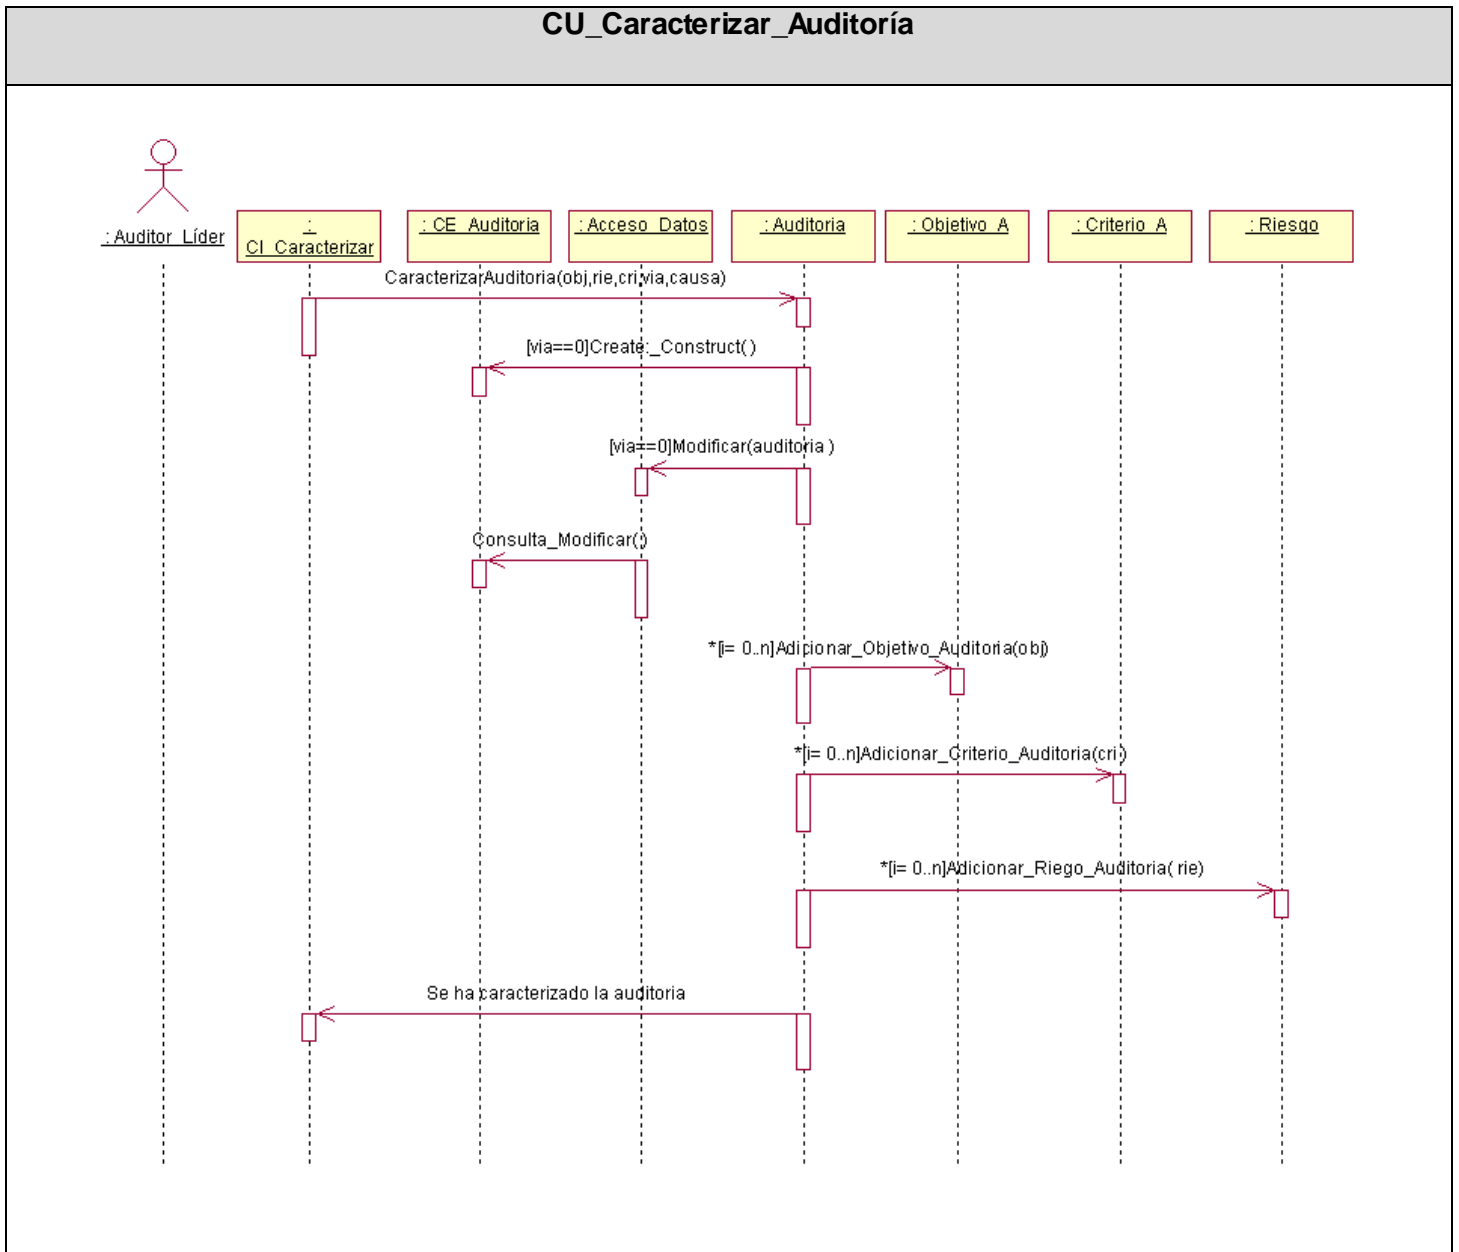 CU_Caracterizar_Auditoría
: Auditor_Líder
:
CI_Caracterizar
: CE_Auditoria
: Acceso_Datos
: Auditoria
: Objetivo_A
: Criterio_A
: Riesgo
CaracterizarAuditoria(obj,rie,cri,via,causa)
[via==0]Create:_Construct( )
[via==0]Modificar(auditoria )
Consulta_Modificar( )
*[i= 0..n]Adicionar_Objetivo_Auditoria(obj)
*[i= 0..n]Adicionar_Criterio_Auditoria(cri )
*[i= 0..n]Adicionar_Riego_Auditoria( rie)
Se ha caracterizado la auditoria